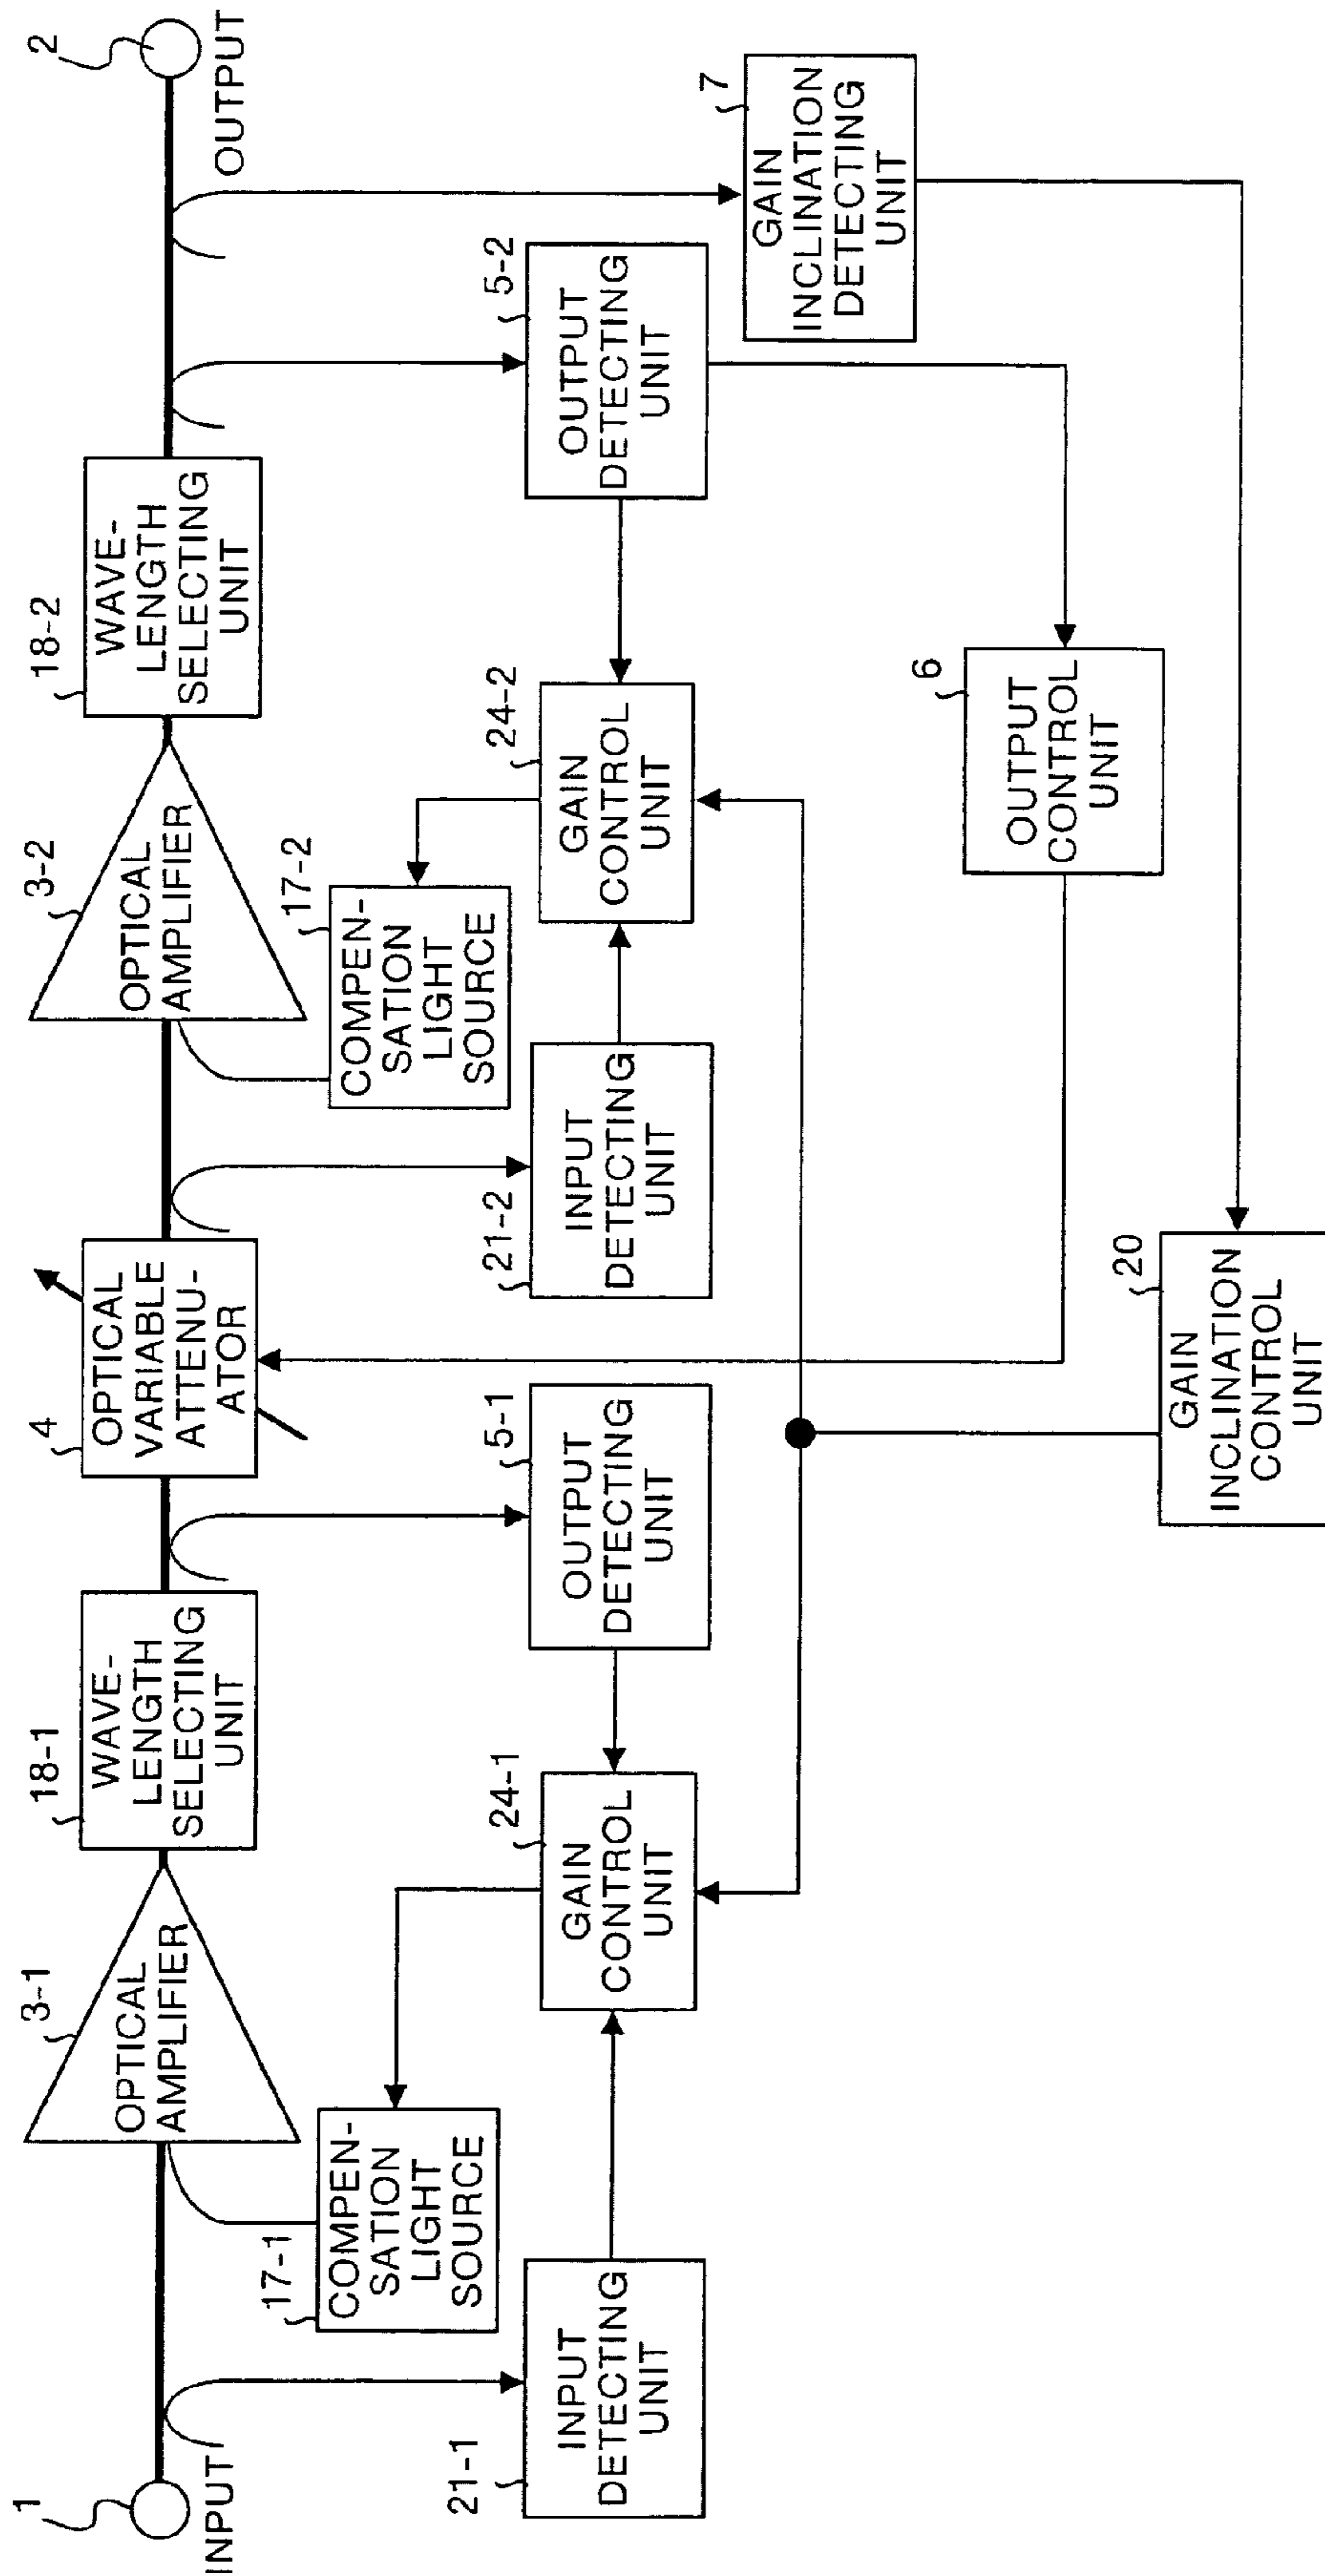 1
INPUT
3-1
OPTICAL
AMPLIFIER
18-1
WAVE-
LENGTH
SELECTING
UNIT
4
OPTICAL
VARIABLE
ATTENU-
ATOR
3-2
OPTICAL
AMPLIFIER
18-2
WAVE-
LENGTH
SELECTING
UNIT
2
OUTPUT
17-1
COMPEN-
SATION
LIGHT
SOURCE
17-2
COMPEN-
SATION
LIGHT
SOURCE
21-1
INPUT
DETECTING
UNIT
24-1
GAIN
CONTROL
UNIT
5-1
OUTPUT
DETECTING
UNIT
21-2
INPUT
DETECTING
UNIT
24-2
GAIN
CONTROL
UNIT
5-2
OUTPUT
DETECTING
UNIT
7
GAIN
INCLINATION
DETECTING
UNIT
6
OUTPUT
CONTROL
UNIT
20
GAIN
INCLINATION
CONTROL
UNIT